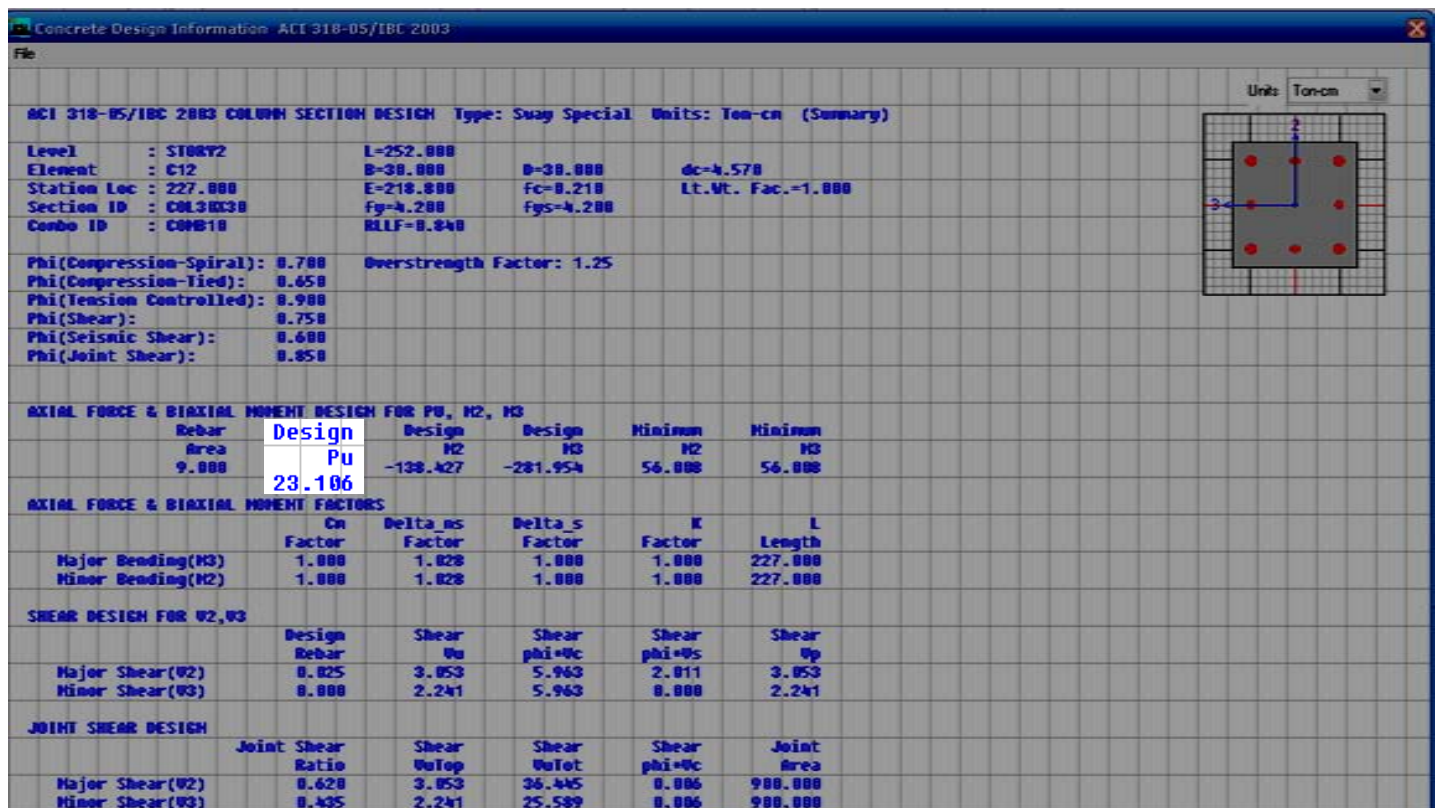 Concrete Design Information ACI 318-05/IBC 2003
File
Units Ton-cm
ACI 318-05/IBC 2003 COLUMN SECTION DESIGN Type: Sway Special Units: Ton-cm (Summary)
Level : STORY2 L=252.000
Element : C12 B=30.000 D=30.000 dc=4.570
Station Loc : 227.000 E=218.800 fc=0.210 Lt.Wt. Fac.=1.000
Section ID : COL30X30 fy=4.200 fys=4.200
Combo ID : COMB10 RLLF=0.840
Phi(Compression-Spiral): 0.700 Overstrength Factor: 1.25
Phi(Compression-Tied): 0.650
Phi(Tension Controlled): 0.900
Phi(Shear): 0.750
Phi(Seismic Shear): 0.600
Phi(Joint Shear): 0.850
2
3
AXIAL FORCE & BIAXIAL MOMENT DESIGN FOR PU, M2, M3
Rebar Design Design Design Minimum Minimum
Area Pu M2 M3 M2 M3
9.000 23.106 -138.427 -281.954 56.008 56.008
AXIAL FORCE & BIAXIAL MOMENT FACTORS
Cm Delta_ns Delta_s K L
Factor Factor Factor Factor Length
Major Bending(M3) 1.000 1.028 1.000 1.000 227.000
Minor Bending(M2) 1.000 1.028 1.000 1.000 227.000
SHEAR DESIGN FOR V2,V3
Design Shear Shear Shear Shear
Rebar Vu phi*Vc phi*Vs Vp
Major Shear(V2) 0.025 3.053 5.963 2.011 3.053
Minor Shear(V3) 0.000 2.241 5.963 0.000 2.241
JOINT SHEAR DESIGN
Joint Shear Shear Shear Shear Joint
Ratio VuTop VuTot phi*Vc Area
Major Shear(V2) 0.620 3.053 36.445 900.000
Minor Shear(V3) 0.435 2.241 25.589 900.000